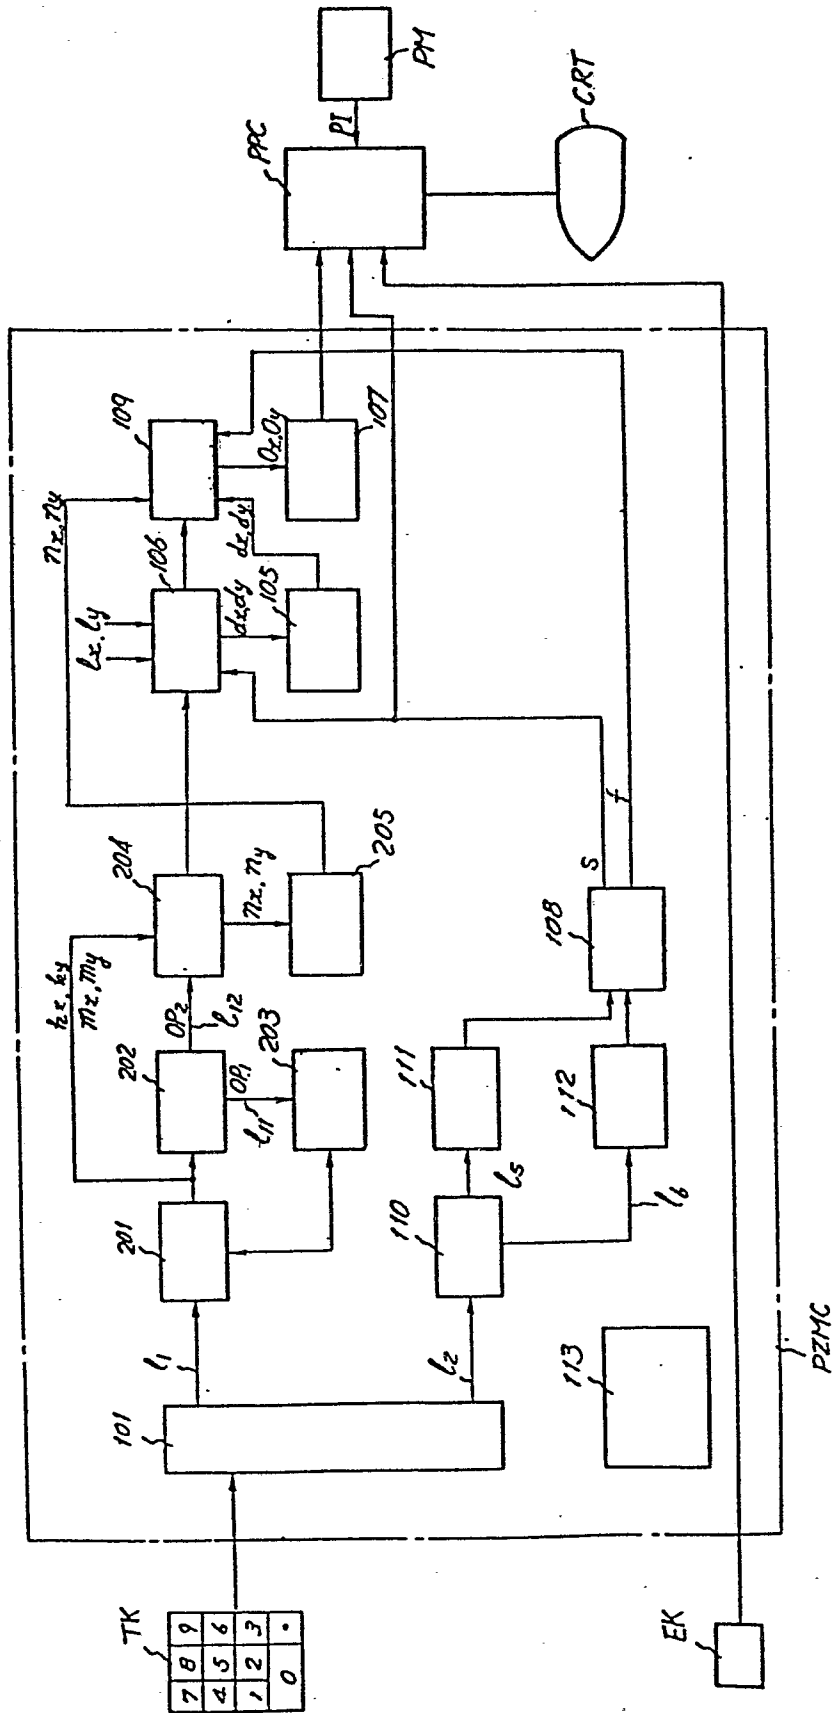 TK
7 8 9
4 5 6
1 2 3
0 .
101
l1
l2
201
hx, hy
mx, my
202
OP1
l11
OP2
l12
203
204
nx, ny
205
nx, ny
lx, ly
106
dx, dy
105
dx, dy
109
Ox, Oy
107
110
l5
l6
111
112
108
S
f
113
PZMC
EK
PPC
PI
PM
CRT